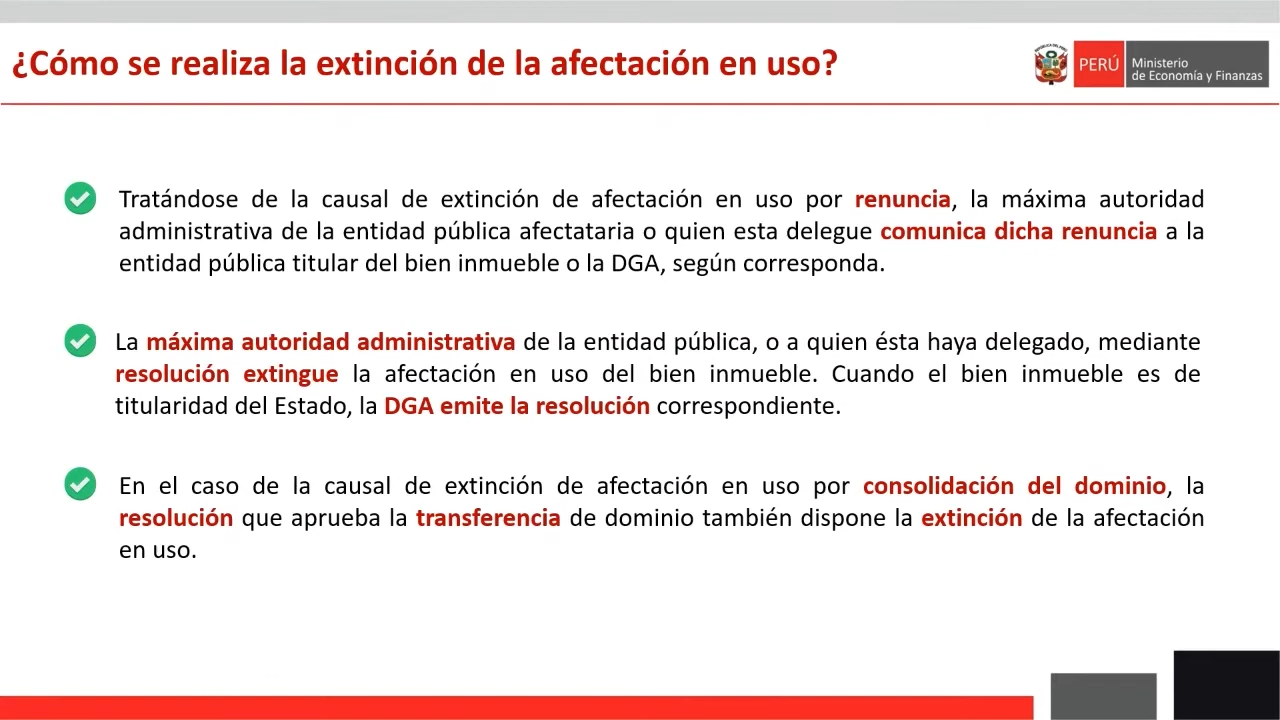 ¿Cómo se realiza la extinción de la afectación en uso?
REPÚBLICA DEL PERÚ
PERÚ
Ministerio
de Economía y Finanzas
Tratándose de la causal de extinción de afectación en uso por renuncia, la máxima autoridad
administrativa de la entidad pública afectataria o quien esta delegue comunica dicha renuncia a la
entidad pública titular del bien inmueble o la DGA, según corresponda.
La máxima autoridad administrativa de la entidad pública, o a quien ésta haya delegado, mediante
resolución extingue la afectación en uso del bien inmueble. Cuando el bien inmueble es de
titularidad del Estado, la DGA emite la resolución correspondiente.
En el caso de la causal de extinción de afectación en uso por consolidación del dominio, la
resolución que aprueba la transferencia de dominio también dispone la extinción de la afectación
en uso.